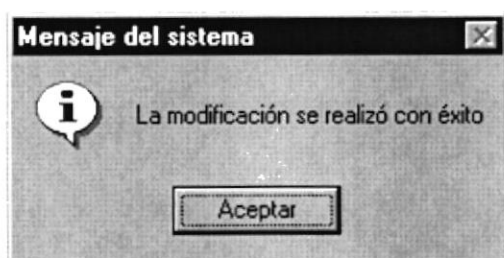 Mensaje del sistema
La modificación se realizó con éxito
Aceptar